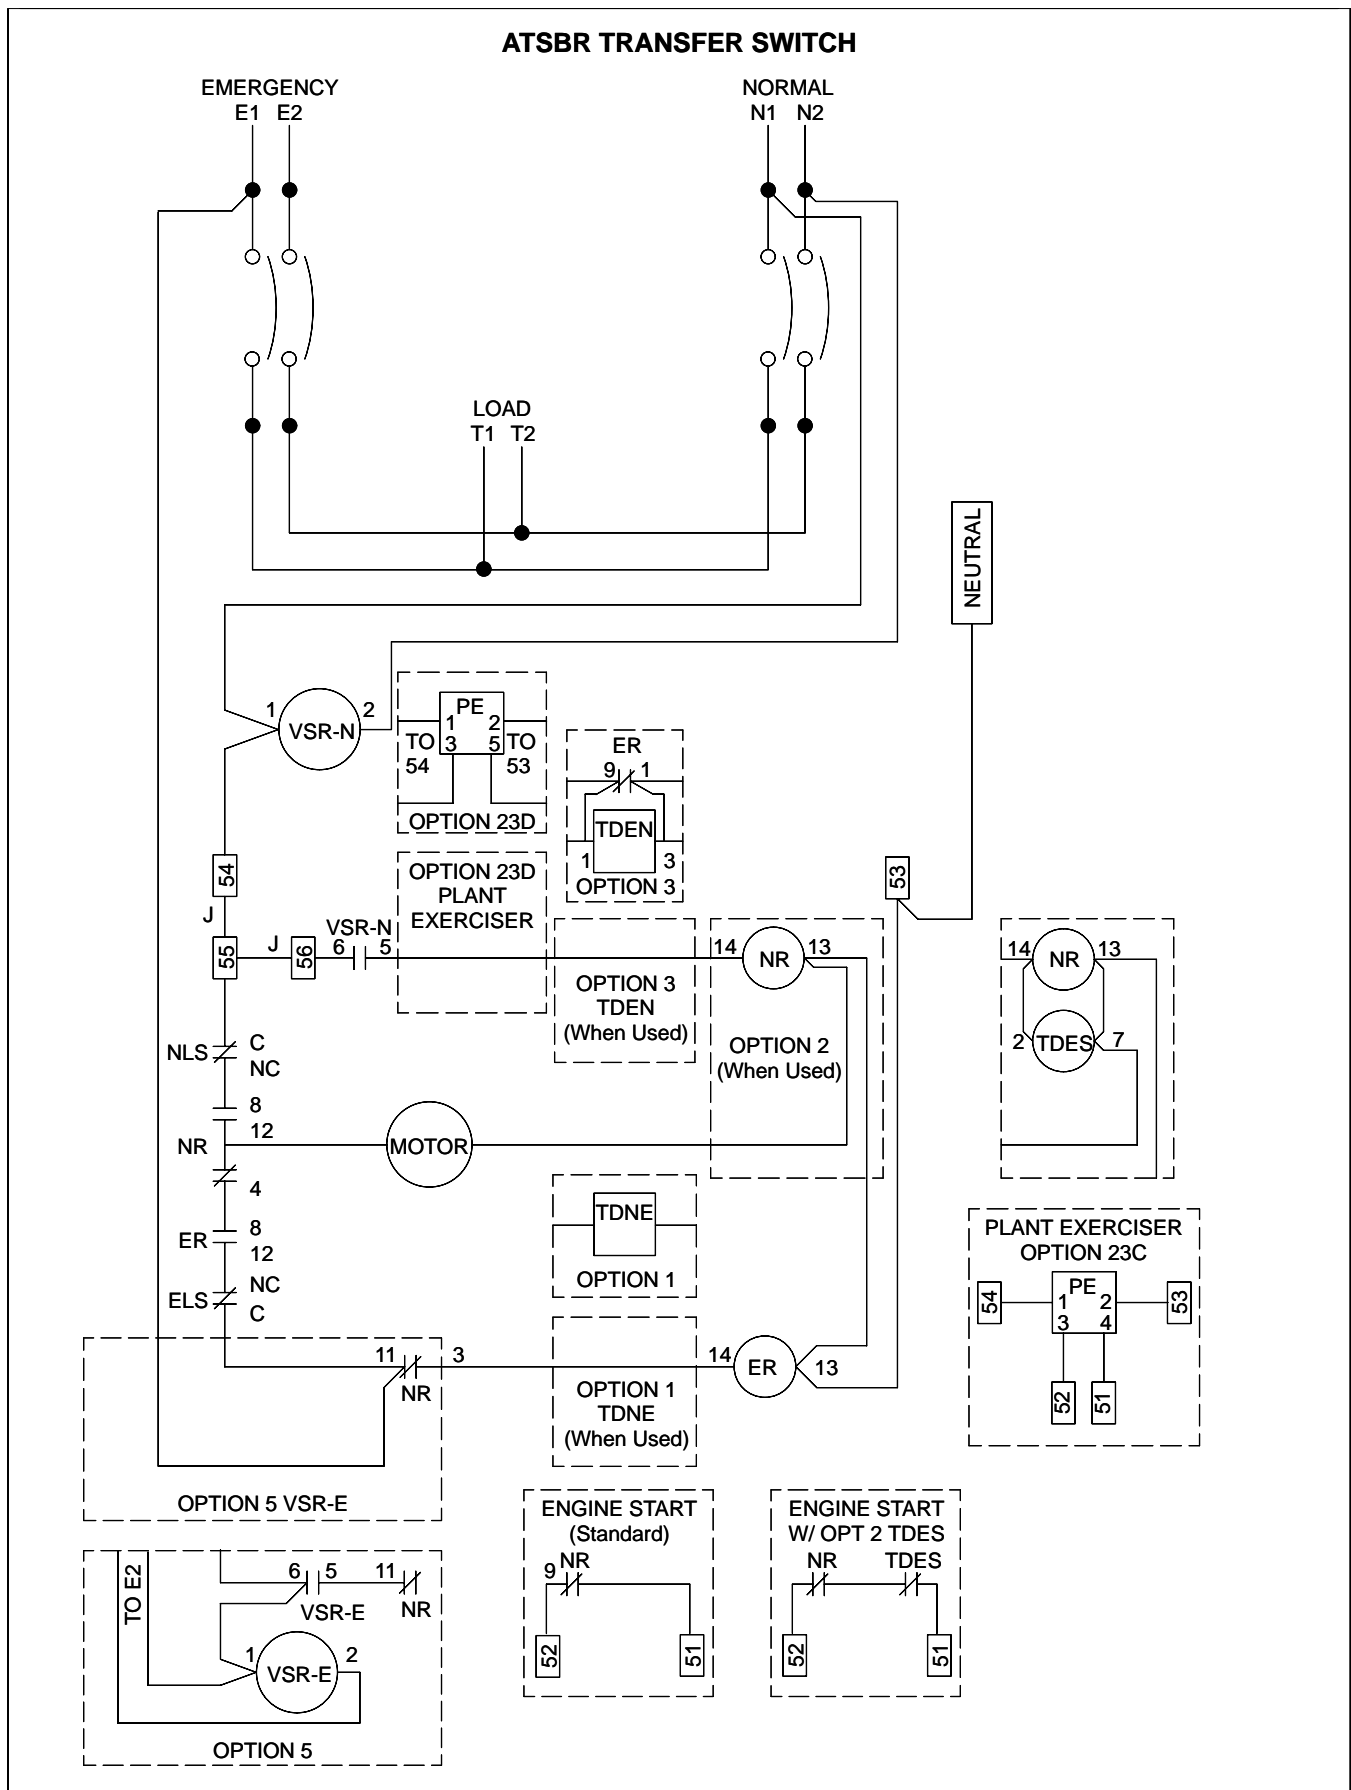 ATSBR TRANSFER SWITCH
EMERGENCY
E1 E2
NORMAL
N1 N2
LOAD
T1 T2
NEUTRAL
1 VSR-N 2
PE
1 2
3 5
TO
54
TO
53
OPTION 23D
ER
9 1
TDEN
1 3
OPTION 3
54
J
55
J
56
VSR-N
6 5
OPTION 23D
PLANT
EXERCISER
OPTION 3
TDEN
(When Used)
14 NR 13
OPTION 2
(When Used)
53
14 NR 13
2 TDES 7
NLS
C
NC
8
12
NR
4
MOTOR
8
ER
12
NC
ELS
C
TDNE
OPTION 1
PLANT EXERCISER
OPTION 23C
PE
54
1 2
53
3 4
52
51
11
3
NR
OPTION 1
TDNE
(When Used)
14 ER 13
OPTION 5 VSR-E
ENGINE START
(Standard)
9 NR
52
51
ENGINE START
W/ OPT 2 TDES
NR TDES
52
51
TO E2
6 5 11
VSR-E
NR
1 VSR-E 2
OPTION 5